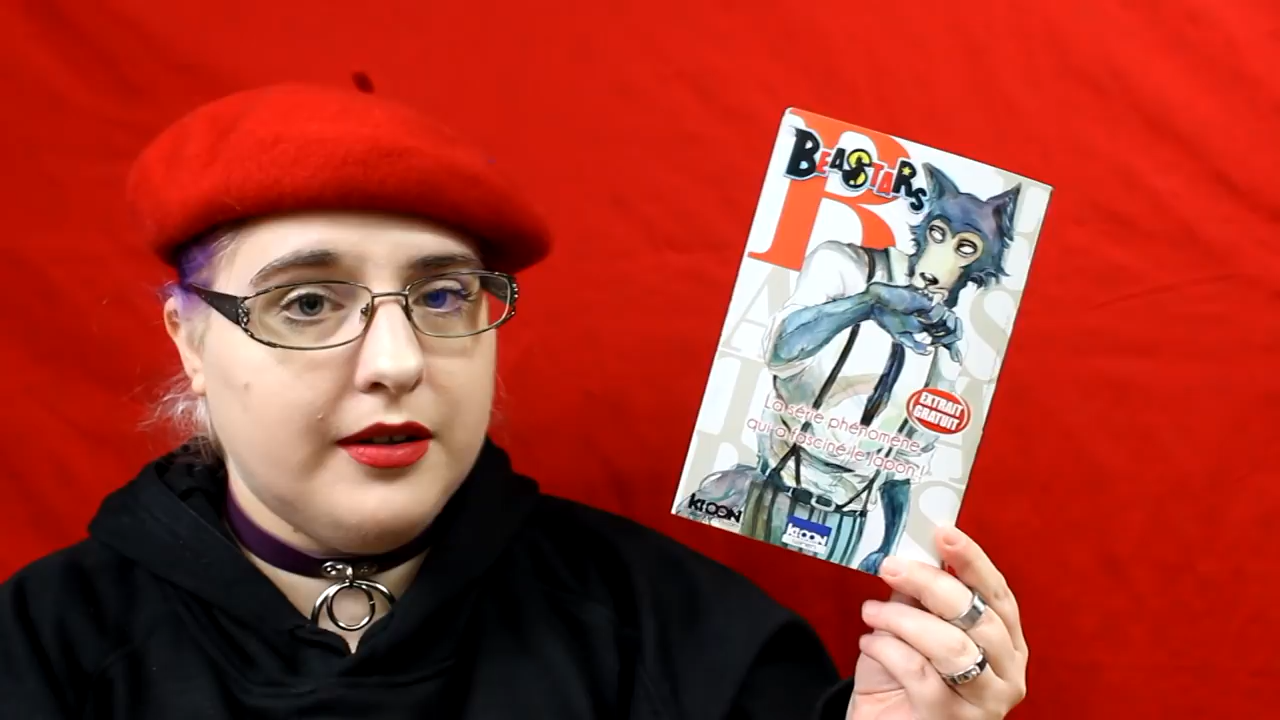 BEASTARS
EXTRAIT
GRATUIT
La série phénomène
qui a fasciné le Japon !
KI-OON
KI-OON